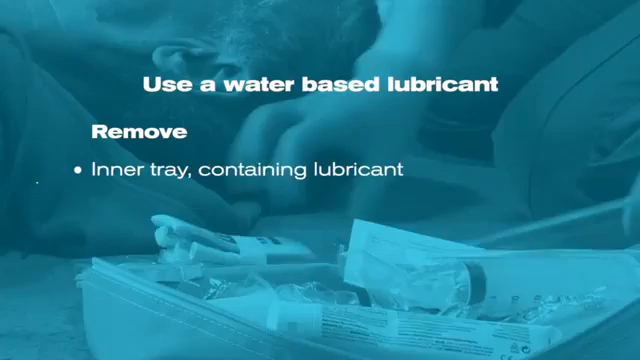 Use a water based lubricant
Remove
• Inner tray, containing lubricant